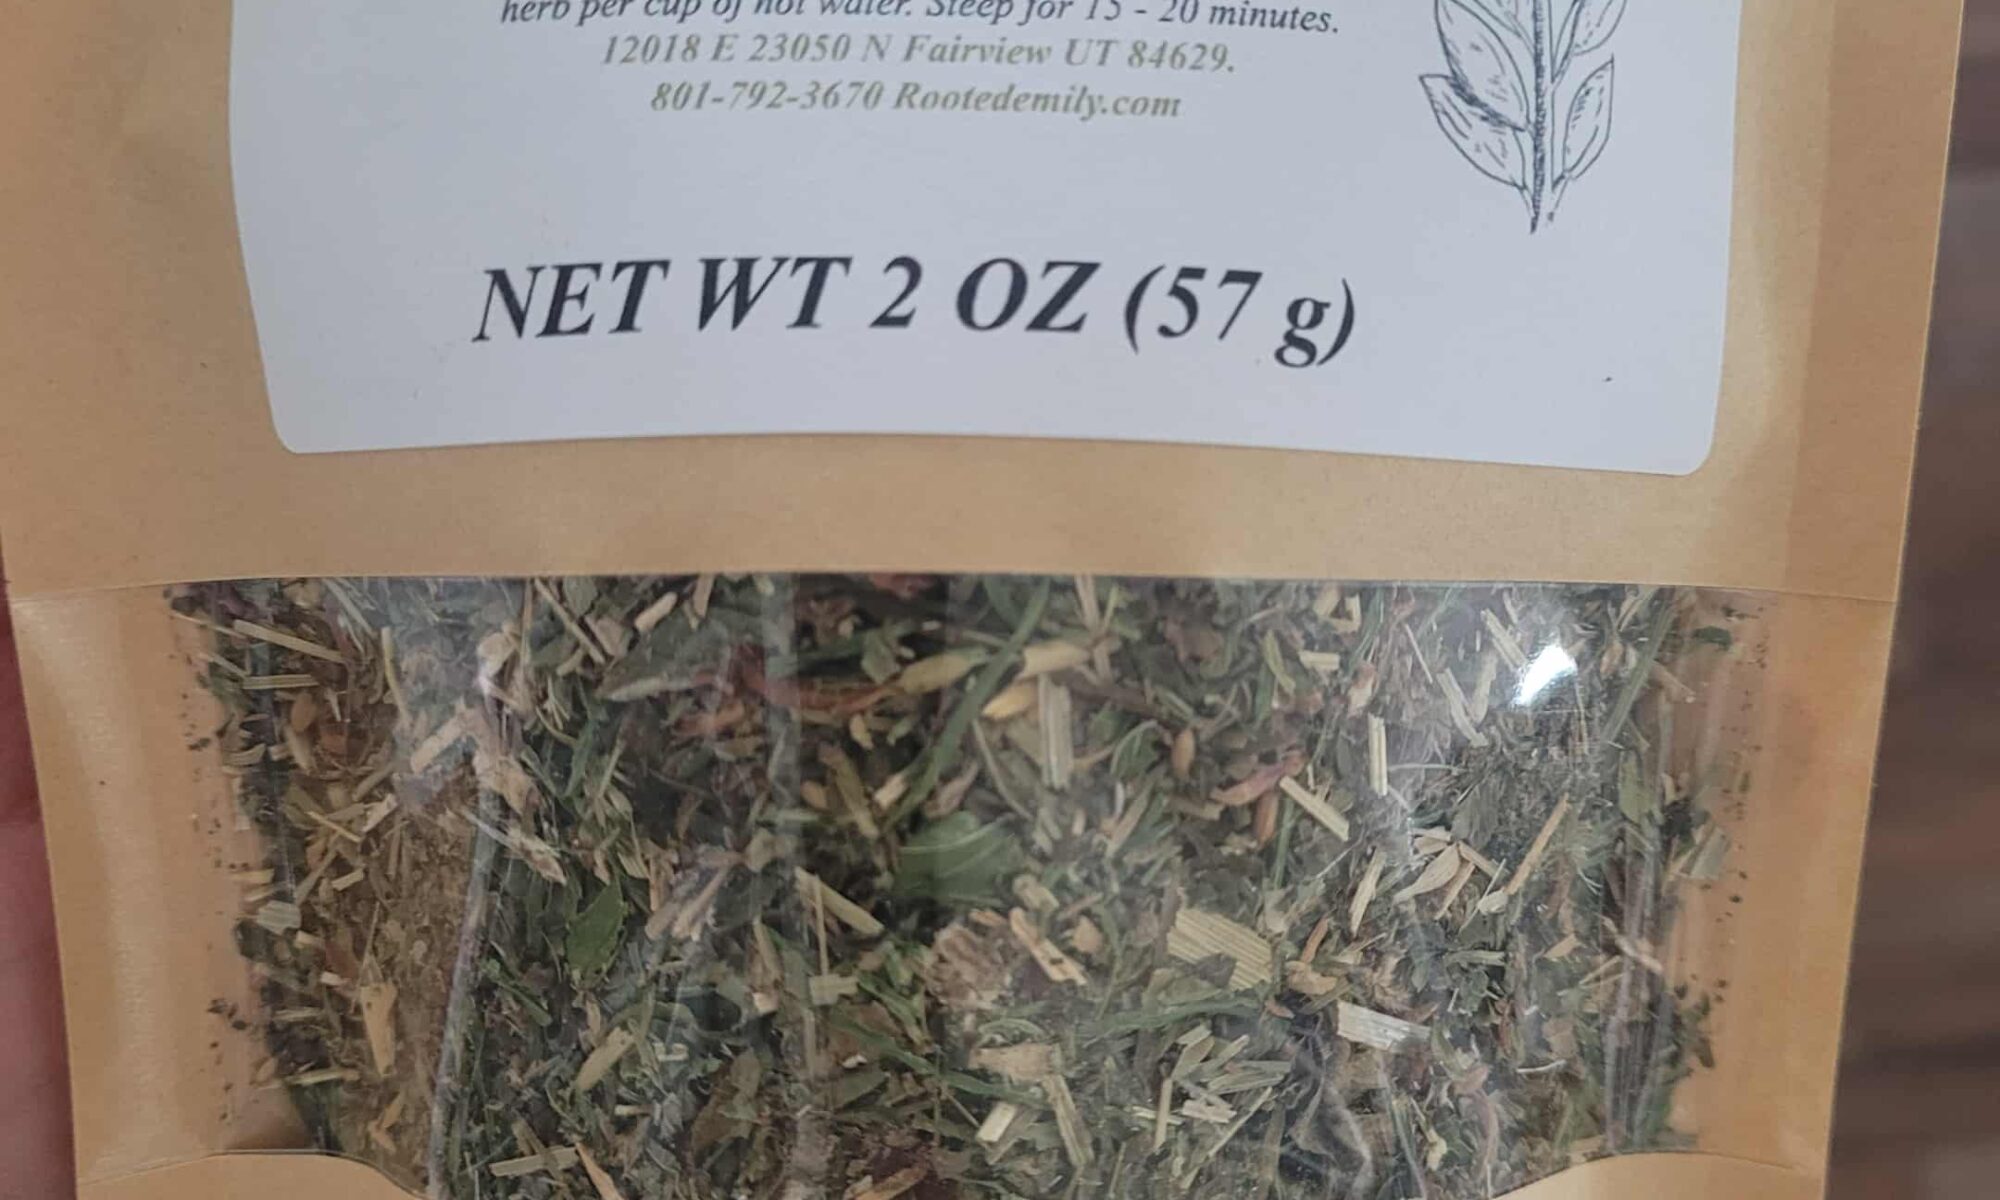 herb per cup of hot water. Steep for 15 - 20 minutes.
12018 E 23050 N Fairview UT 84629.
801-792-3670 Rootedemily.com
NET WT 2 OZ (57 g)